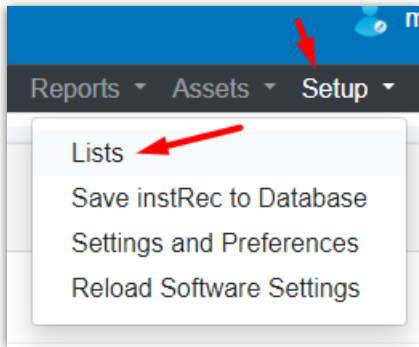 m
Reports Assets Setup
Lists
Save instRec to Database
Settings and Preferences
Reload Software Settings